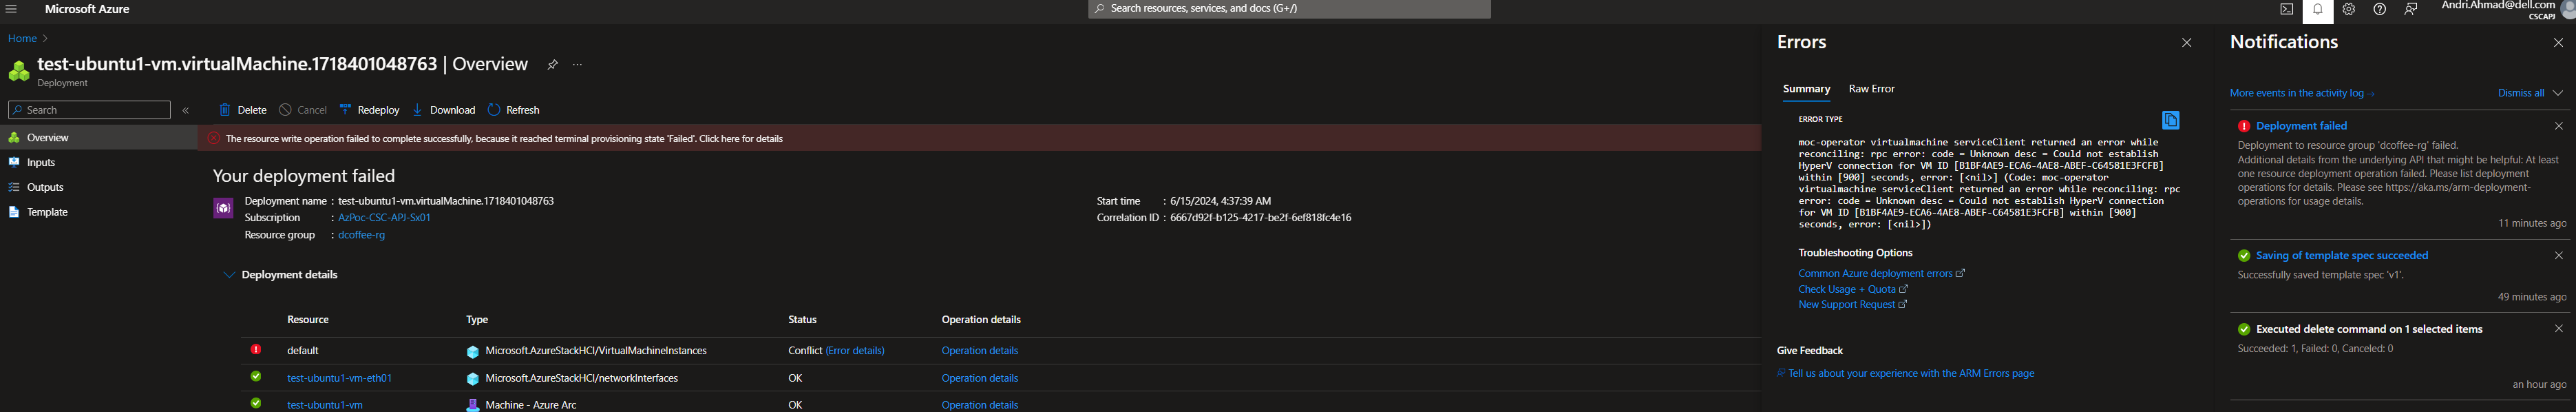 Microsoft Azure
Search resources, services, and docs (G+/)
Andri.Ahmad@dell.com
CSCAPJ
Home
test-ubuntu1-vm.virtualMachine.1718401048763 | Overview
Deployment
Search
Delete
Cancel
Redeploy
Download
Refresh
Overview
Inputs
Outputs
Template
The resource write operation failed to complete successfully, because it reached terminal provisioning state 'Failed'. Click here for details
Your deployment failed
Deployment name : test-ubuntu1-vm.virtualMachine.1718401048763
Subscription : AzPoc-CSC-APJ-Sx01
Resource group : dcoffee-rg
Start time : 6/15/2024, 4:37:39 AM
Correlation ID : 6667d92f-b125-4217-be2f-6ef818fc4e16
Deployment details
Resource Type Status Operation details
default Microsoft.AzureStackHCI/VirtualMachineInstances Conflict (Error details) Operation details
test-ubuntu1-vm-eth01 Microsoft.AzureStackHCI/networkInterfaces OK Operation details
test-ubuntu1-vm Machine - Azure Arc OK Operation details
Errors
Summary Raw Error
ERROR TYPE
moc-operator virtualmachine serviceClient returned an error while
reconciling: rpc error: code = Unknown desc = Could not establish
HyperV connection for VM ID [B1BF4AE9-ECA6-4AE8-ABEF-C64581E3FCFB]
within [900] seconds, error: [<nil>] (Code: moc-operator
virtualmachine serviceClient returned an error while reconciling: rpc
error: code = Unknown desc = Could not establish HyperV connection
for VM ID [B1BF4AE9-ECA6-4AE8-ABEF-C64581E3FCFB] within [900]
seconds, error: [<nil>])
Troubleshooting Options
Common Azure deployment errors
Check Usage + Quota
New Support Request
Give Feedback
Tell us about your experience with the ARM Errors page
Notifications
More events in the activity log →
Dismiss all
Deployment failed
Deployment to resource group 'dcoffee-rg' failed.
Additional details from the underlying API that might be helpful: At least
one resource deployment operation failed. Please list deployment
operations for details. Please see https://aka.ms/arm-deployment-
operations for usage details.
11 minutes ago
Saving of template spec succeeded
Successfully saved template spec 'v1'.
49 minutes ago
Executed delete command on 1 selected items
Succeeded: 1, Failed: 0, Canceled: 0
an hour ago